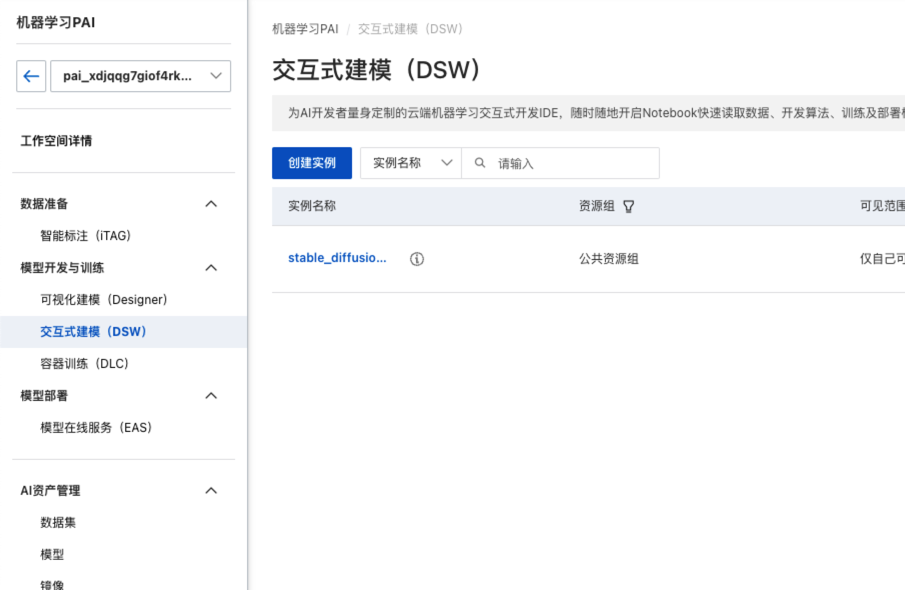 机器学习PAI
pai_xdjqqg7giof4rk...
工作空间详情
数据准备
智能标注（iTAG）
模型开发与训练
可视化建模（Designer）
交互式建模（DSW）
容器训练（DLC）
模型部署
模型在线服务（EAS）
AI资产管理
数据集
模型
镜像
机器学习PAI / 交互式建模（DSW）
交互式建模（DSW）
为AI开发者量身定制的云端机器学习交互式开发IDE，随时随地开启Notebook快速读取数据、开发算法、训练及部署
创建实例 实例名称 请输入
实例名称 资源组 可见范围
stable_diffusio... 公共资源组 仅自己可